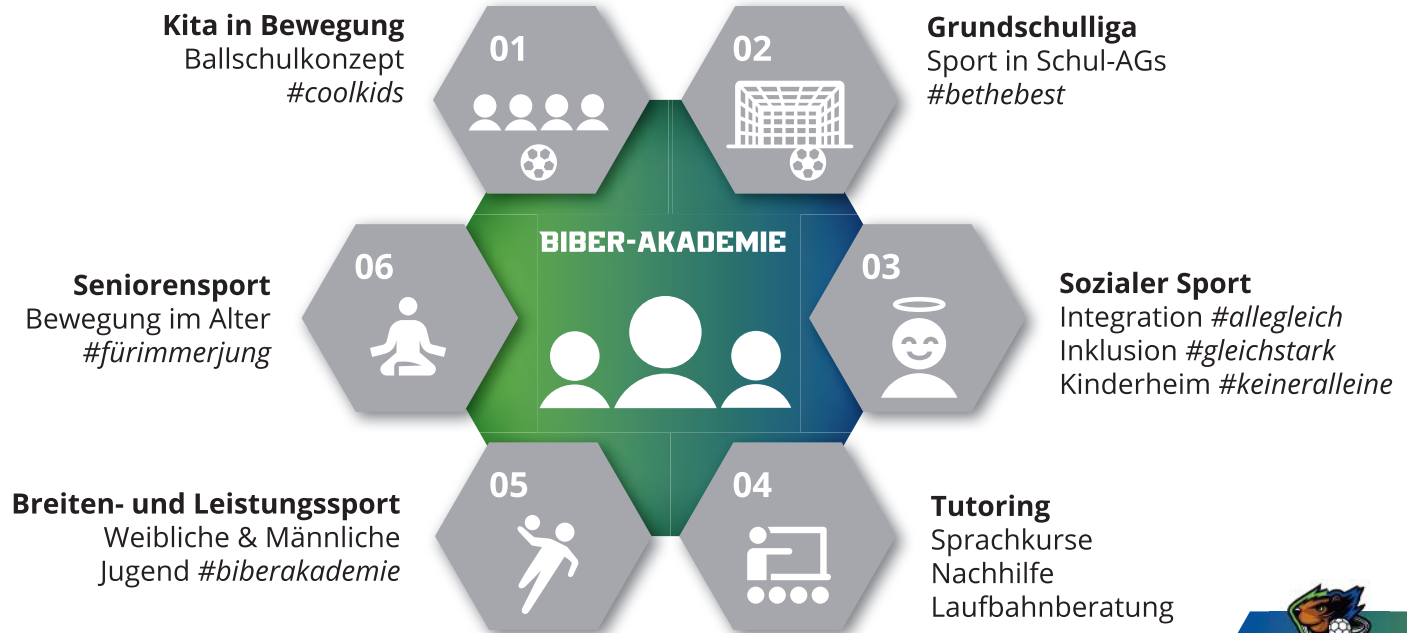 Kita in Bewegung
Ballschulkonzept
#coolkids
01
02
Grundschulliga
Sport in Schul-AGs
#bethebest
BIBER-AKADEMIE
03
Sozialer Sport
Integration #allegleich
Inklusion #gleichstark
Kinderheim #keineralleine
04
Tutoring
Sprachkurse
Nachhilfe
Laufbahnberatung
05
Breiten- und Leistungssport
Weibliche & Männliche
Jugend #biberakademie
06
Seniorensport
Bewegung im Alter
#fürimmerjung